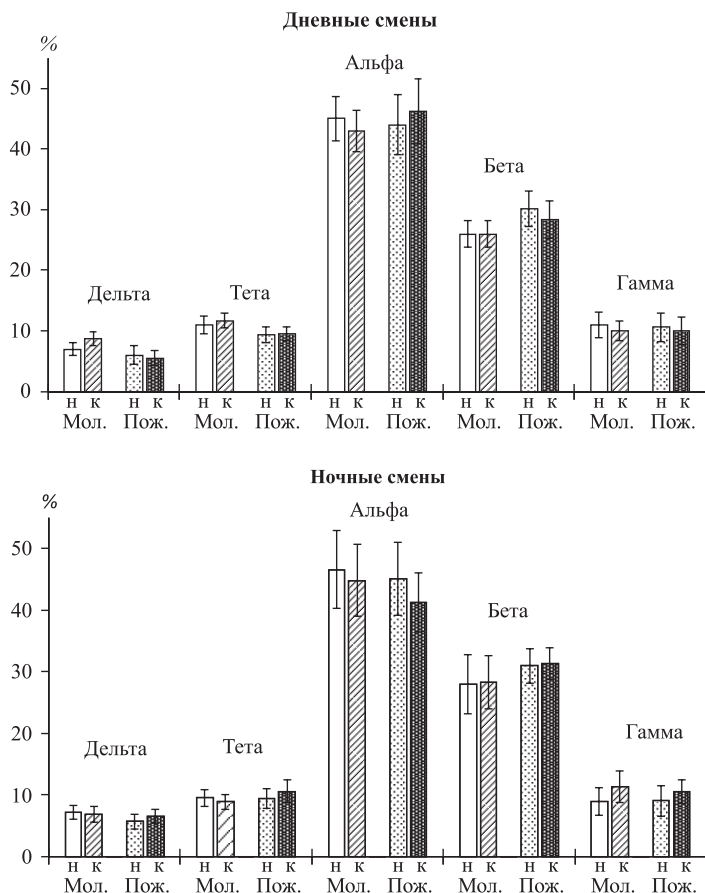 Дневные смены
%
Альфа
50
40
Бета
30
20
Дельта
Тета
Гамма
10
0
н к н к н к н к н к н к н к н к н к н к
Мол. Пож. Мол. Пож. Мол. Пож. Мол. Пож. Мол. Пож.
Ночные смены
%
Альфа
50
40
Бета
30
20
Дельта
Тета
Гамма
10
0
н к н к н к н к н к н к н к н к н к н к
Мол. Пож. Мол. Пож. Мол. Пож. Мол. Пож. Мол. Пож.